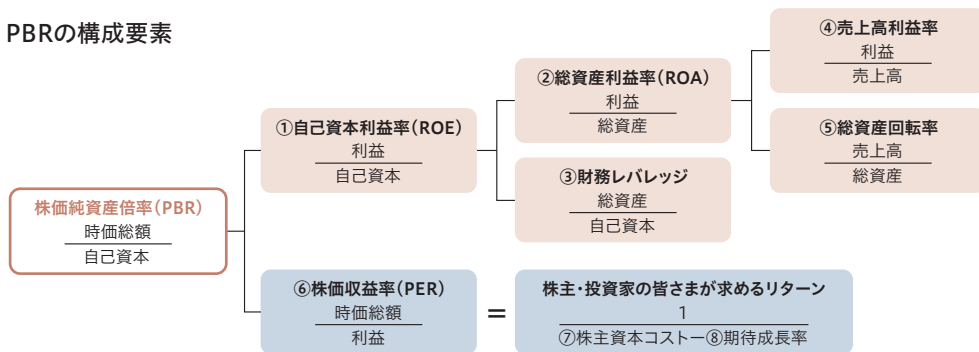 PBRの構成要素
株価純資産倍率(PBR)
時価総額
自己資本
①自己資本利益率(ROE)
利益
自己資本
②総資産利益率(ROA)
利益
総資産
③財務レバレッジ
総資産
自己資本
④売上高利益率
利益
売上高
⑤総資産回転率
売上高
総資産
⑥株価収益率(PER)
時価総額
利益
=
株主・投資家の皆さまが求めるリターン
1
⑦株主資本コストー⑧期待成長率